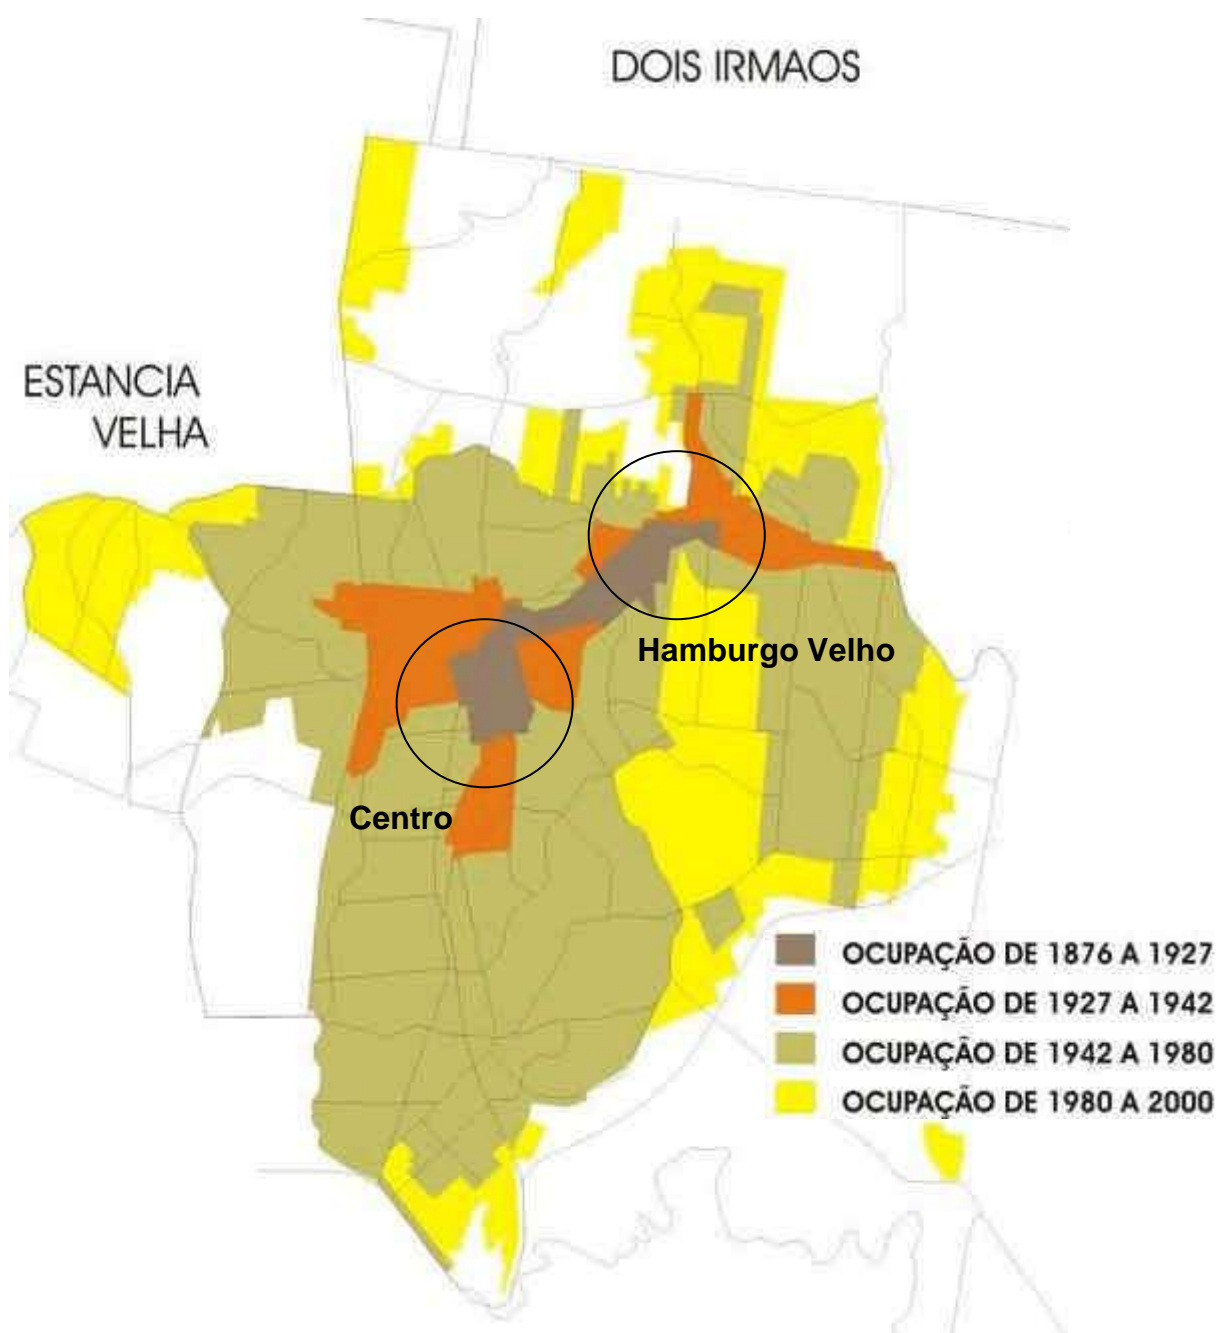 DOIS IRMAOS
ESTANCIA
VELHA
Hamburgo Velho
Centro
OCUPAÇÃO DE 1876 A 1927
OCUPAÇÃO DE 1927 A 1942
OCUPAÇÃO DE 1942 A 1980
OCUPAÇÃO DE 1980 A 2000